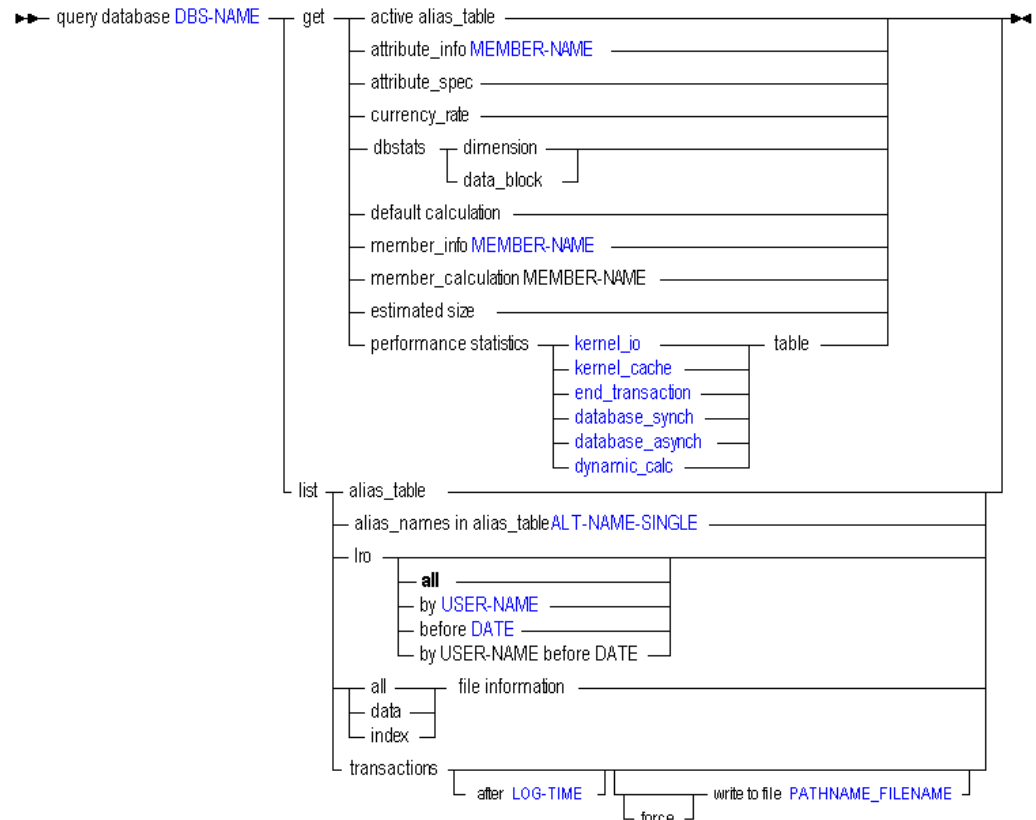 query database DBS-NAME get active alias_table
attribute_info MEMBER-NAME
attribute_spec
currency_rate
dbstats dimension
data_block
default calculation
member_info MEMBER-NAME
member_calculation MEMBER-NAME
estimated size
performance statistics kernel_io table
kernel_cache
end_transaction
database_synch
database_asynch
dynamic_calc
list alias_table
alias_names in alias_table ALT-NAME-SINGLE
lro
all
by USER-NAME
before DATE
by USER-NAME before DATE
all file information
data
index
transactions
after LOG-TIME write to file PATHNAME_FILENAME
force